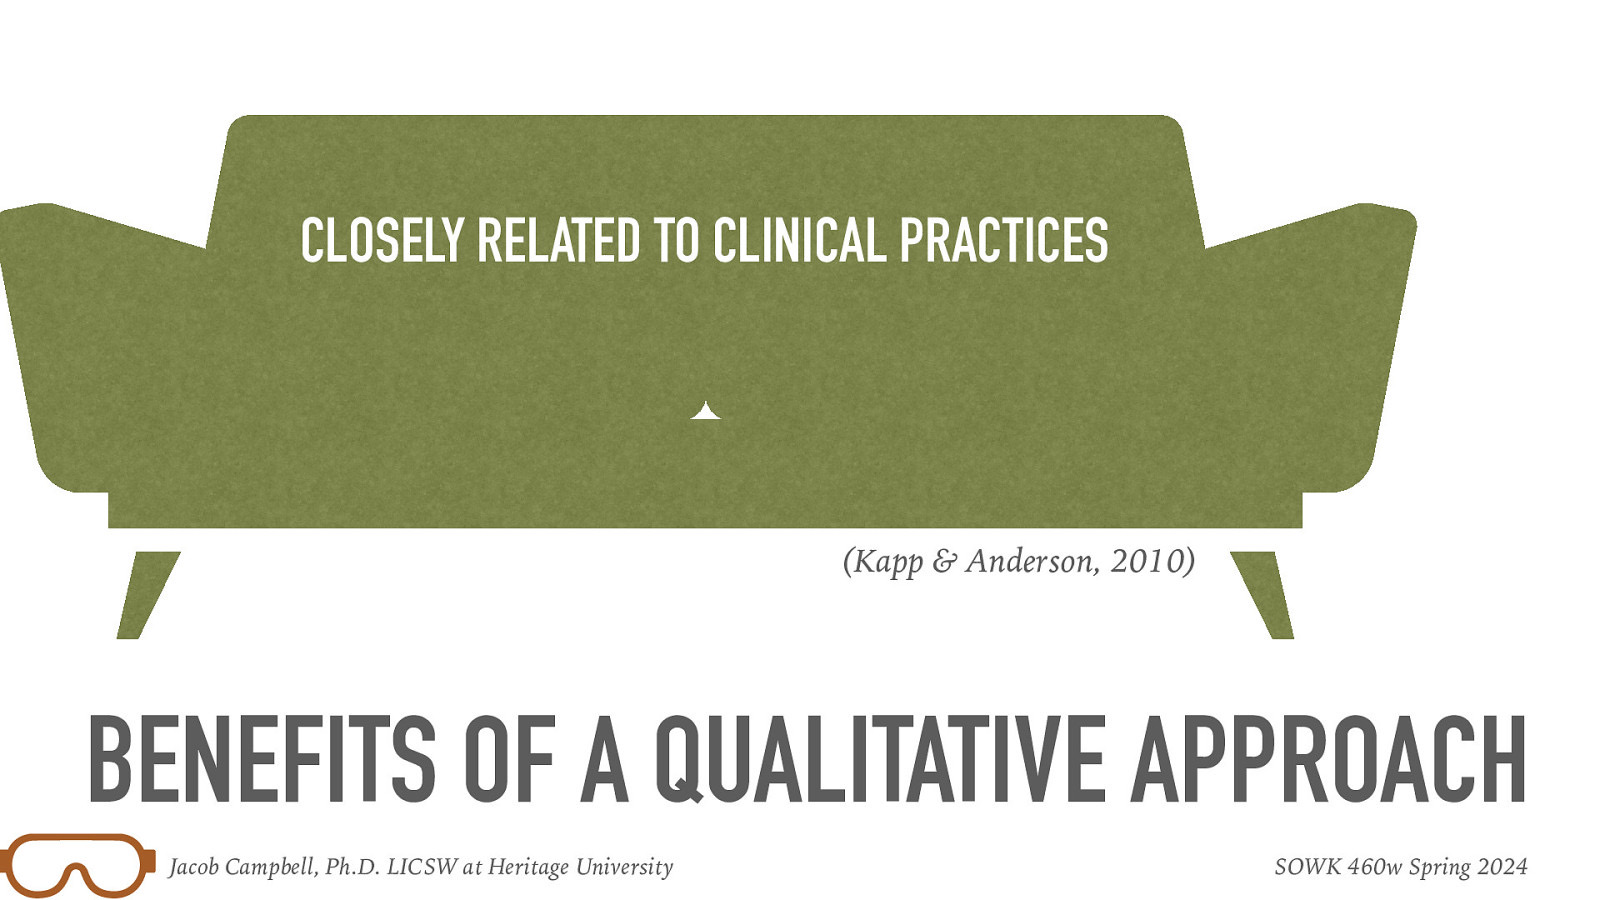 CLOSELY RELATED TO CLINICAL PRACTICES
(Kapp & Anderson, 2010)
BENEFITS OF A QUALITATIVE APPROACH
Jacob Campbell, Ph.D. LICSW at Heritage University
SOWK 460w Spring 2024